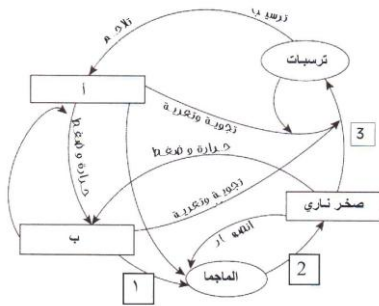 ترسيب
تلاحم
ترسبات
أ
تجوية وتعرية
حرارة وضغط
3
حرارة وضغط
صخر ناري
تجوية وتعرية
ب
انصهار
الماجما
1
2